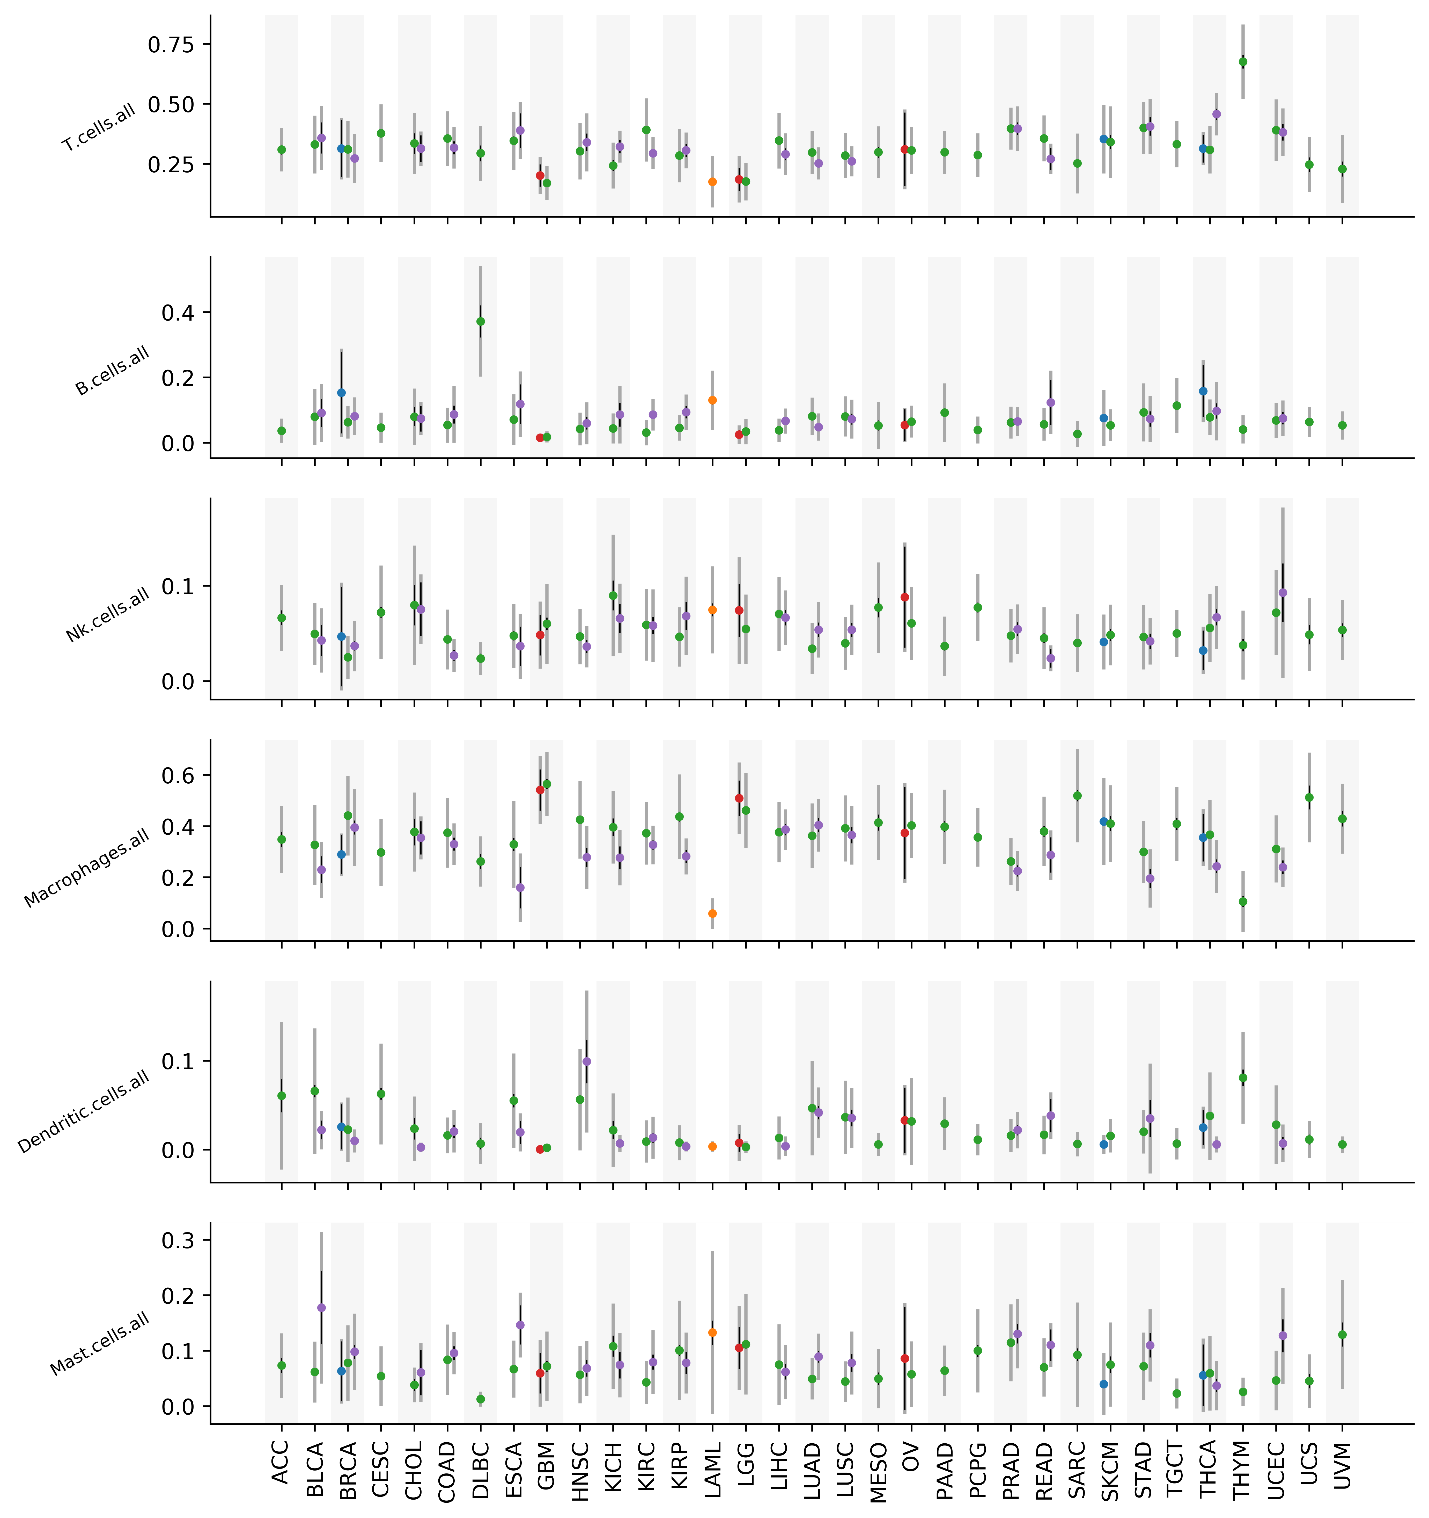 T.cells.all
0.75
0.50
0.25
B.cells.all
0.4
0.2
0.0
Nk.cells.all
0.1
0.0
Macrophages.all
0.6
0.4
0.2
0.0
Dendritic.cells.all
0.1
0.0
Mast.cells.all
0.3
0.2
0.1
0.0
ACC
BLCA
BRCA
CESC
CHOL
COAD
DLBC
ESCA
GBM
HNSC
KICH
KIRC
KIRP
LAML
LGG
LIHC
LUAD
LUSC
MESO
OV
PAAD
PCPG
PRAD
READ
SARC
SKCM
STAD
TGCT
THCA
THYM
UCEC
UCS
UVM